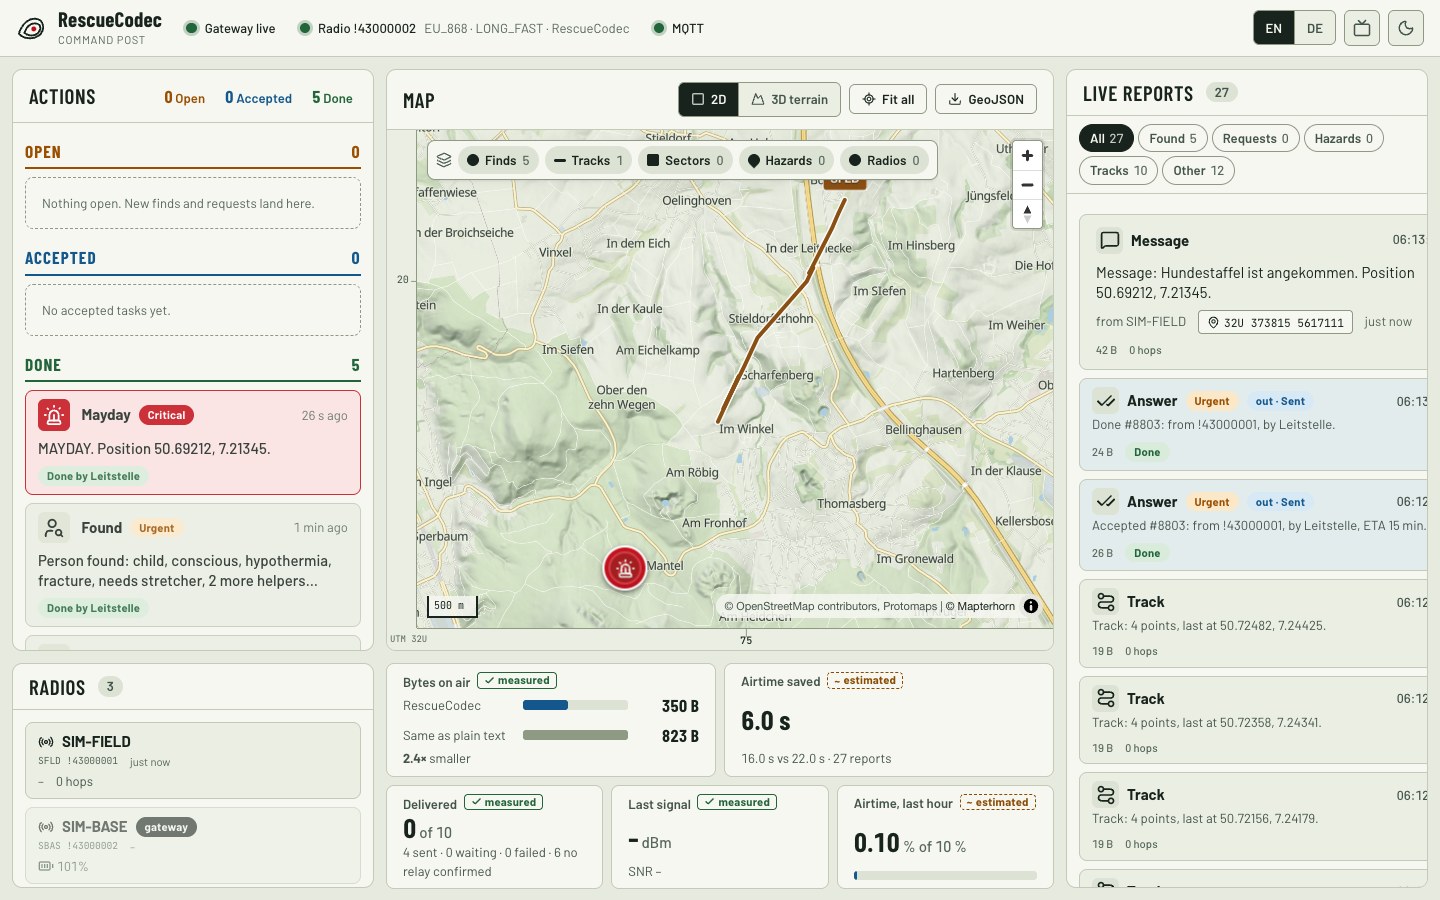 RescueCodec
COMMAND POST
Gateway live
Radio !43000002 EU_868 · LONG_FAST · RescueCodec
MQTT
EN DE
ACTIONS
0 Open 0 Accepted 5 Done
OPEN 0
Nothing open. New finds and requests land here.
ACCEPTED 0
No accepted tasks yet.
DONE 5
Mayday Critical 26 s ago
MAYDAY. Position 50.69212, 7.21345.
Done by Leitstelle
Found Urgent 1 min ago
Person found: child, conscious, hypothermia,
fracture, needs stretcher, 2 more helpers...
Done by Leitstelle
RADIOS 3
SIM-FIELD
SFLD !43000001 just now
– 0 hops
SIM-BASE gateway
SBAS !43000002 –
101%
MAP
2D 3D terrain Fit all GeoJSON
Finds 5 Tracks 1 Sectors 0 Hazards 0 Radios 0
Stieldorf
affenwiese
Oelinghoven
Jüngsfel
n der Broichseiche
Vinxel
In dem Eich
In der Lei ecke
Im Hinsberg
Die Ho
20
tein
In der Kaule
Im SIefen
Stieldorferhohn
Im Weiher
Im Siefen
Am Eichelkamp
Scharfenberg
Hartenberg
Ob
Ober den
zehn Wegen
Im Winkel
Bellinghausen
n Ingel
Am Röbig
In der Klause
Thomasberg
Am Fronhof
Kellersbos
perbaum
Mantel
Im Gronewald
500 m
© OpenStreetMap contributors, Protomaps | © Mapterhorn
UTM 32U
75
Bytes on air measured
RescueCodec 350 B
Same as plain text 823 B
2.4× smaller
Airtime saved ~ estimated
6.0 s
16.0 s vs 22.0 s · 27 reports
Delivered measured
0 of 10
4 sent · 0 waiting · 0 failed · 6 no
relay confirmed
Last signal measured
– dBm
SNR –
Airtime, last hour ~ estimated
0.10 % of 10 %
LIVE REPORTS 27
All 27 Found 5 Requests 0 Hazards 0
Tracks 10 Other 12
Message 06:13
Message: Hundestaffel ist angekommen. Position
50.69212, 7.21345.
from SIM-FIELD 32U 373815 5617111 just now
42 B 0 hops
Answer Urgent out · Sent 06:13
Done #8803: from !43000001, by Leitstelle.
24 B Done
Answer Urgent out · Sent 06:12
Accepted #8803: from !43000001, by Leitstelle, ETA 15 min.
26 B Done
Track 06:12
Track: 4 points, last at 50.72482, 7.24425.
19 B 0 hops
Track 06:12
Track: 4 points, last at 50.72358, 7.24341.
19 B 0 hops
Track 06:12
Track: 4 points, last at 50.72156, 7.24179.
19 B 0 hops